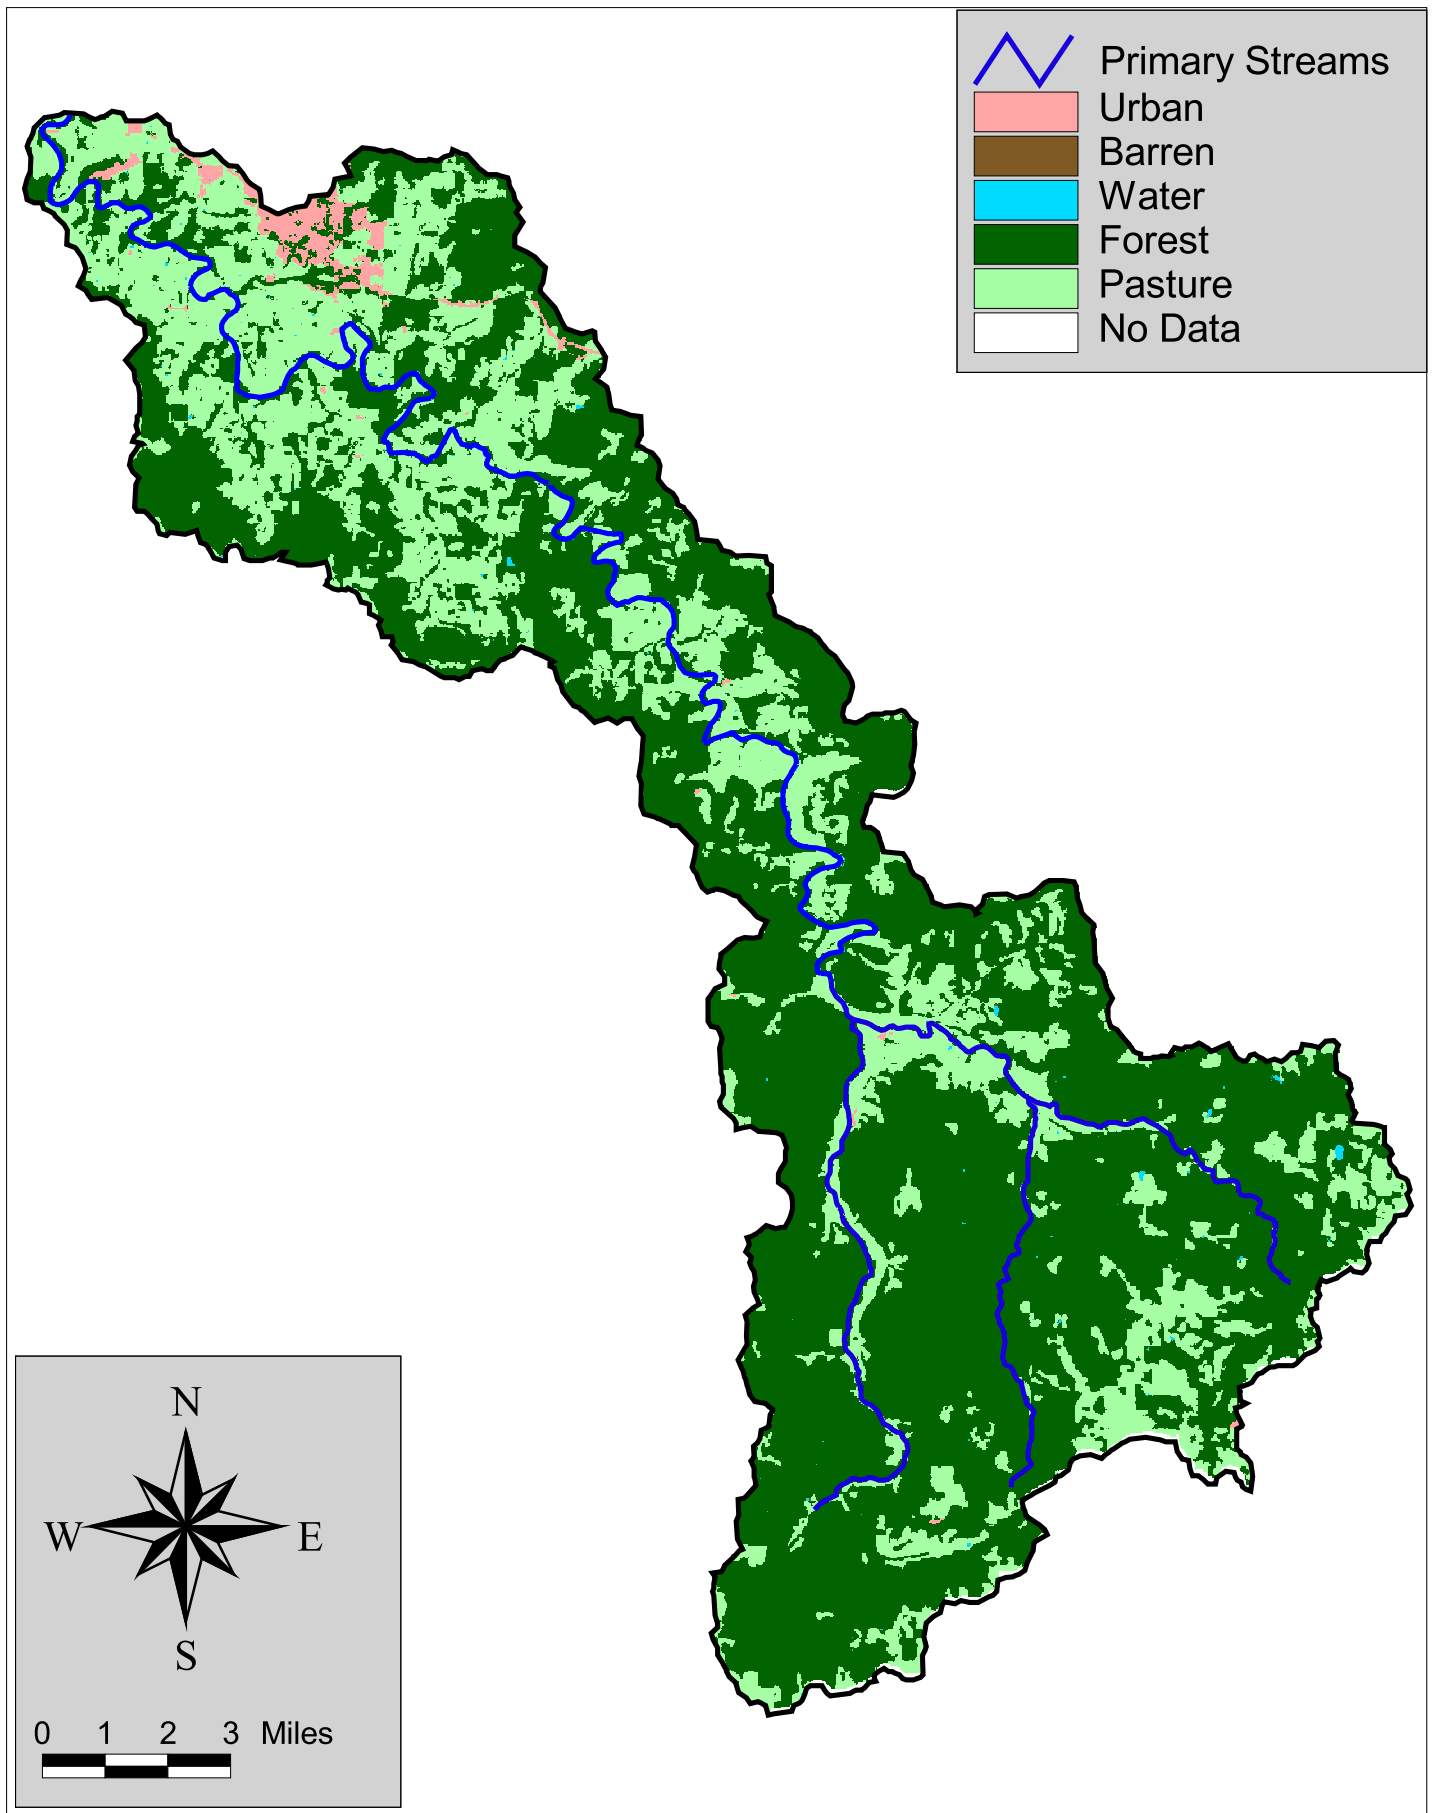 Primary Streams
Urban
Barren
Water
Forest
Pasture
No Data
N
W
E
S
0 1 2 3 Miles